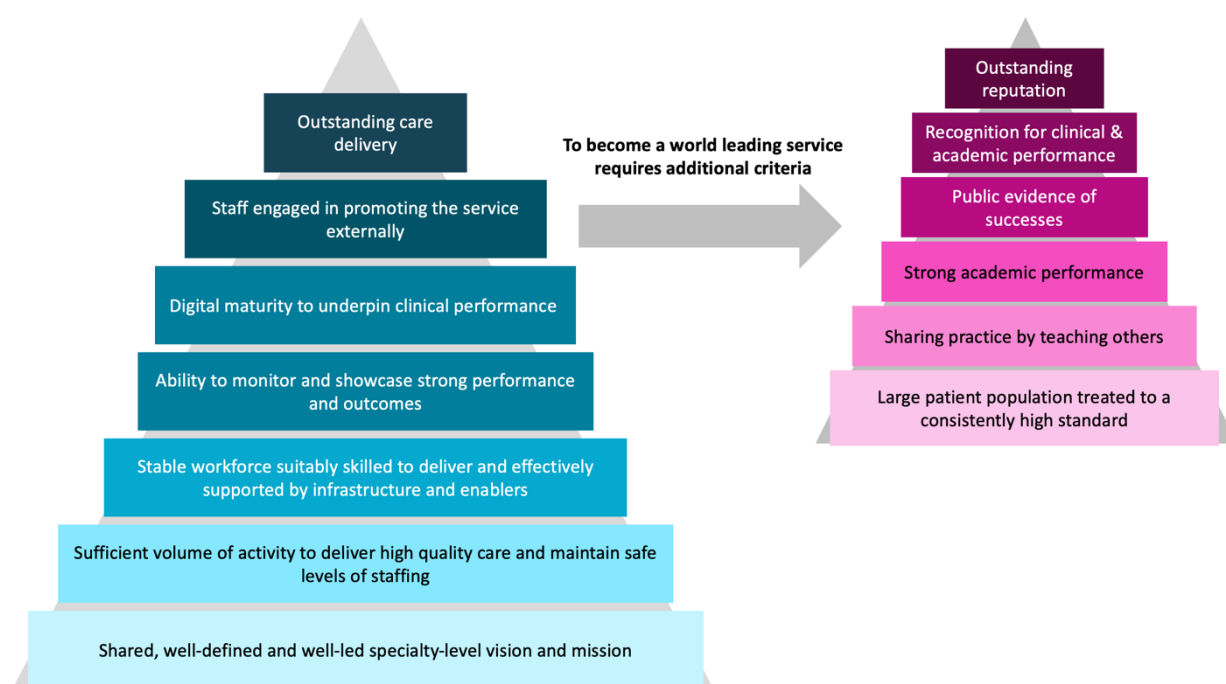 Outstanding care
delivery
Staff engaged in promoting the service
externally
Digital maturity to underpin clinical performance
Ability to monitor and showcase strong performance
and outcomes
Stable workforce suitably skilled to deliver and effectively
supported by infrastructure and enablers
Sufficient volume of activity to deliver high quality care and maintain safe
levels of staffing
Shared, well-defined and well-led specialty-level vision and mission
To become a world leading service
requires additional criteria
Outstanding
reputation
Recognition for clinical &
academic performance
Public evidence of
successes
Strong academic performance
Sharing practice by teaching others
Large patient population treated to a
consistently high standard